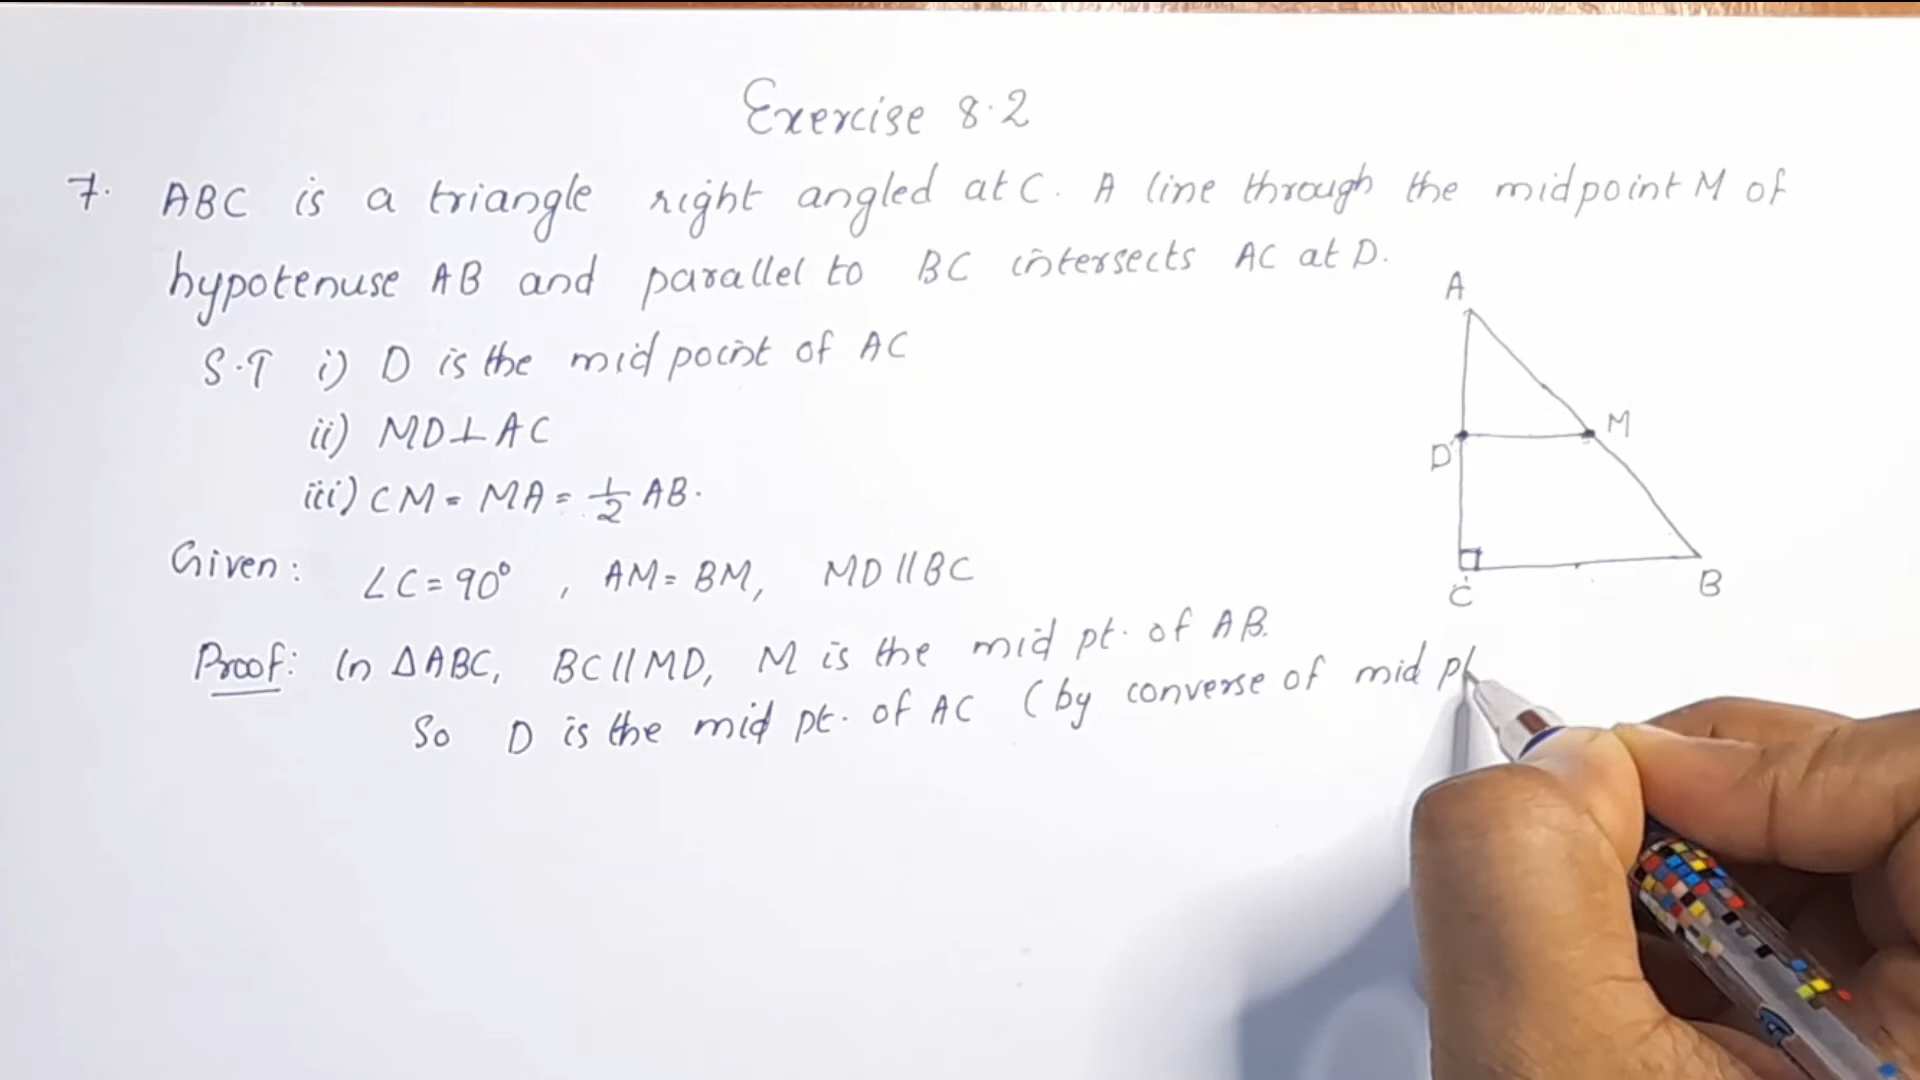 Exercise 8.2
7. ABC is a triangle right angled at C. A line through the midpoint M of
hypotenuse AB and parallel to BC intersects AC at D.
S.T i) D is the mid point of AC
ii) MD⊥AC
iii) CM = MA = 1/2 AB.
Given: ∠C = 90°, AM = BM, MD || BC
Proof: In ΔABC, BC || MD, M is the mid pt. of AB.
So D is the mid pt. of AC (by converse of mid pt
A
M
D
C
B